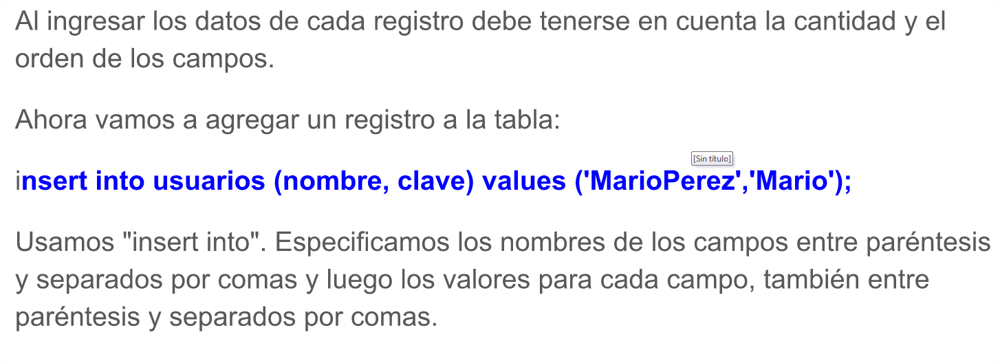 Al ingresar los datos de cada registro debe tenerse en cuenta la cantidad y el
orden de los campos.
Ahora vamos a agregar un registro a la tabla:
[Sin título]
insert into usuarios (nombre, clave) values ('MarioPerez','Mario');
Usamos "insert into". Especificamos los nombres de los campos entre paréntesis
y separados por comas y luego los valores para cada campo, también entre
paréntesis y separados por comas.